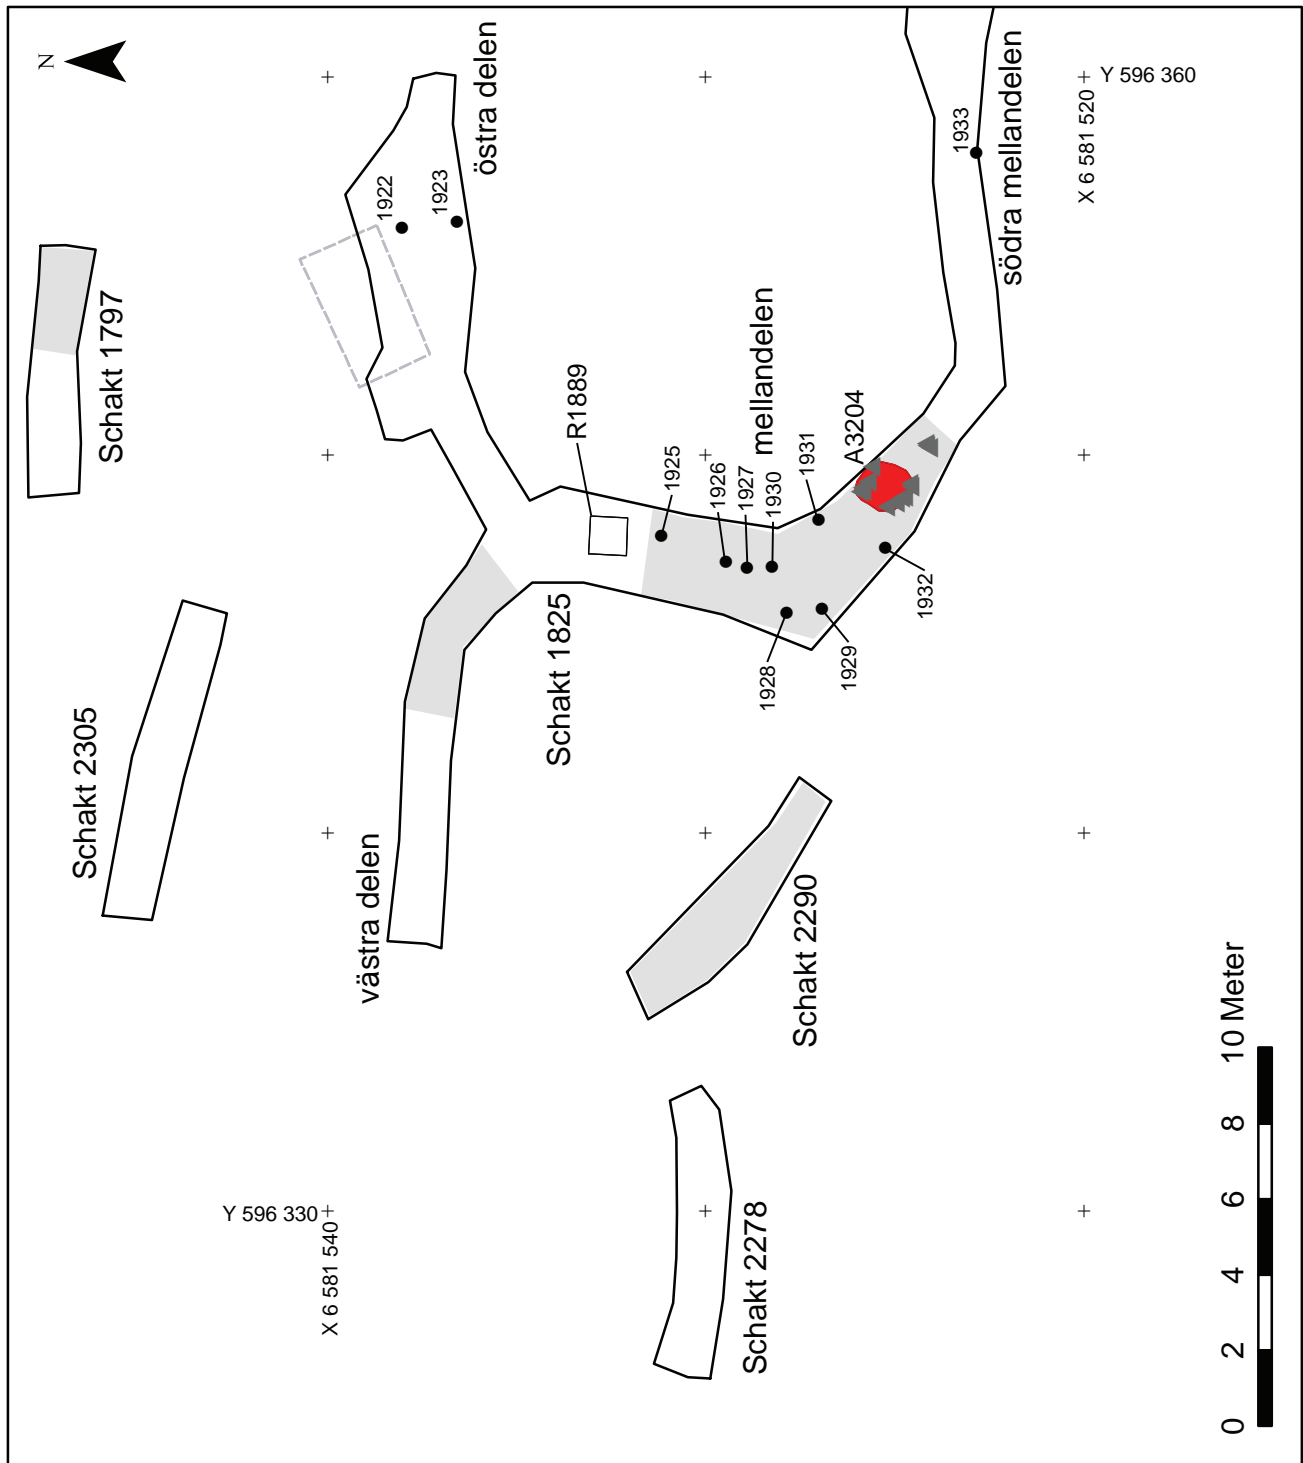 N
Schakt 2305
Schakt 1797
västra delen
östra delen
1922
1923
Schakt 1825
R1889
1925
1926
1927
1930
mellandelen
1931
1928
1929
1932
A3204
1933
södra mellandelen
Schakt 2290
Schakt 2278
Y 596 330
X 6 581 540
Y 596 360
X 6 581 520
0 2 4 6 8 10 Meter